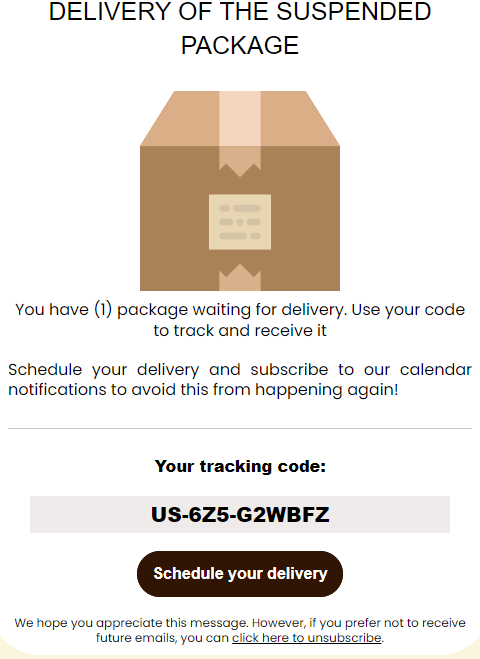 DELIVERY OF THE SUSPENDED
PACKAGE
You have (1) package waiting for delivery. Use your code
to track and receive it
Schedule your delivery and subscribe to our calendar
notifications to avoid this from happening again!
Your tracking code:
US-6Z5-G2WBFZ
Schedule your delivery
We hope you appreciate this message. However, if you prefer not to receive
future emails, you can click here to unsubscribe.